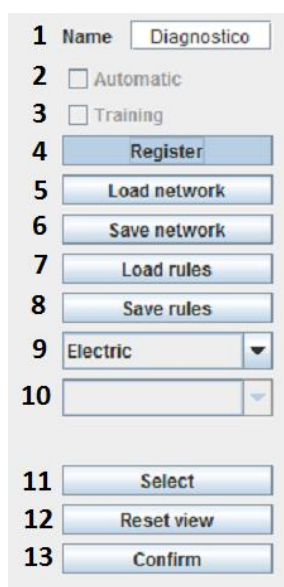 1 Name Diagnostico
2 Automatic
3 Training
4 Register
5 Load network
6 Save network
7 Load rules
8 Save rules
9 Electric
10
11 Select
12 Reset view
13 Confirm